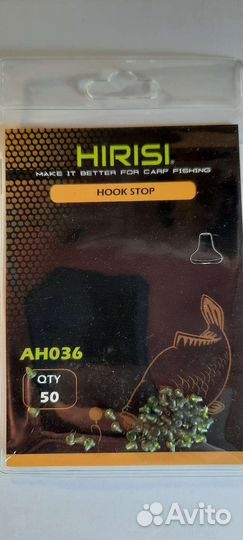 HIRISI®
MAKE IT BETTER FOR CARP FISHING
HOOK STOP
AH036
QTY
50
Avito